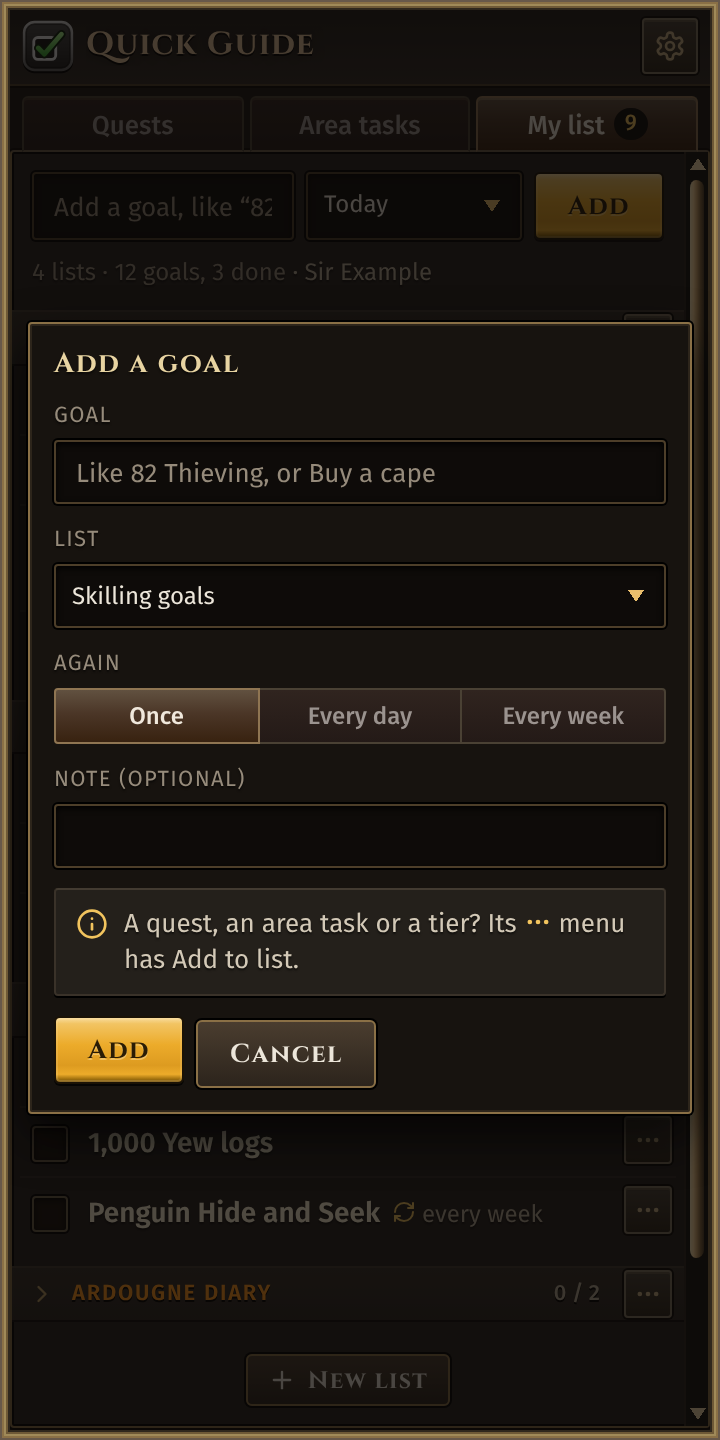 Quick Guide
Quests
Area tasks
My list 9
Add a goal, like “82
Today
Add
4 lists · 12 goals, 3 done · Sir Example
Add a goal
GOAL
Like 82 Thieving, or Buy a cape
LIST
Skilling goals
AGAIN
Once
Every day
Every week
NOTE (OPTIONAL)
A quest, an area task or a tier? Its ··· menu
has Add to list.
Add
Cancel
1,000 Yew logs
Penguin Hide and Seek every week
ARDOUGNE DIARY 0 / 2
+ New list